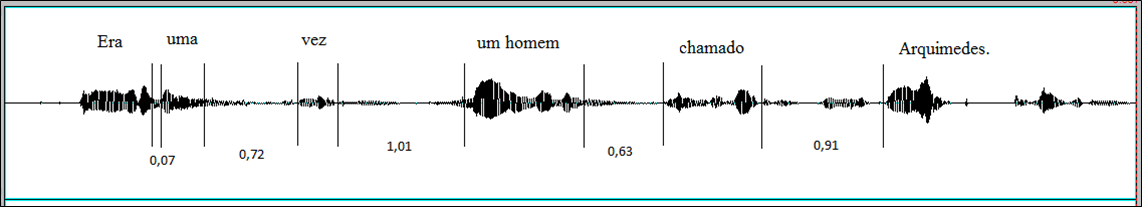 Era uma vez um homem chamado Arquimedes.
0,07 0,72 1,01 0,63 0,91